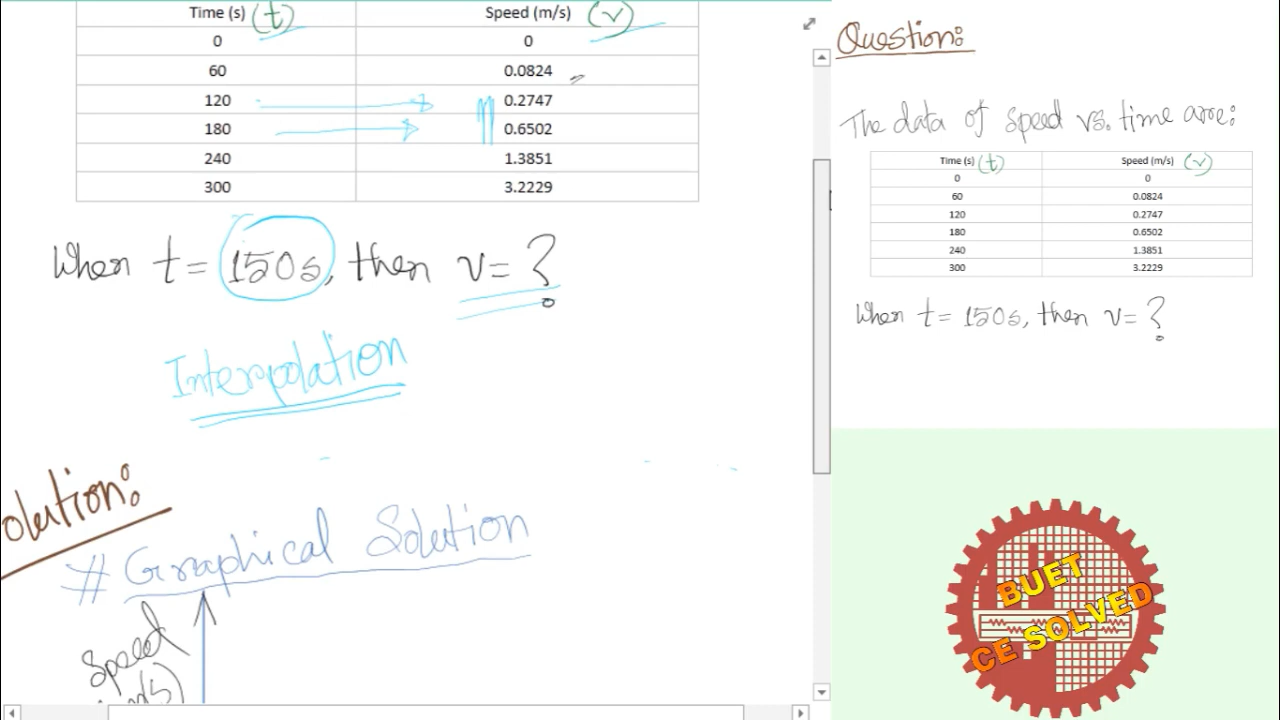 Time (s) (t) Speed (m/s) (v)
0 0
60 0.0824
120 0.2747
180 0.6502
240 1.3851
300 3.2229
When t = 150s, then v = ?
Interpolation
olution:
# Graphical Solution
Speed
Question:
The data of speed vs. time are:
Time (s) (t) Speed (m/s) (v)
0 0
60 0.0824
120 0.2747
180 0.6502
240 1.3851
300 3.2229
When t = 150s, then v = ?
BUET
CE SOLVED